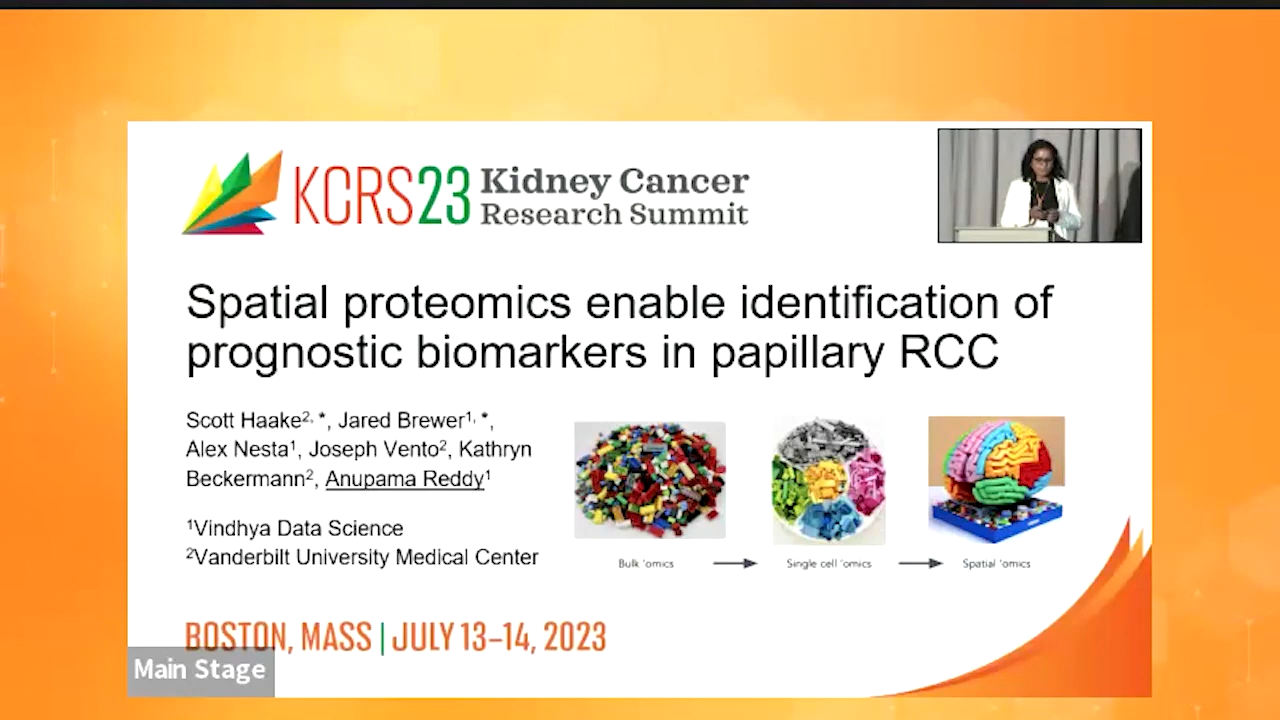 KCRS23 Kidney Cancer
Research Summit
Spatial proteomics enable identification of
prognostic biomarkers in papillary RCC
Scott Haake², *, Jared Brewer¹, *,
Alex Nesta¹, Joseph Vento², Kathryn
Beckermann², Anupama Reddy¹
¹Vindhya Data Science
²Vanderbilt University Medical Center
Bulk 'omics
Single cell 'omics
Spatial 'omics
BOSTON, MASS | JULY 13–14, 2023
Main Stage